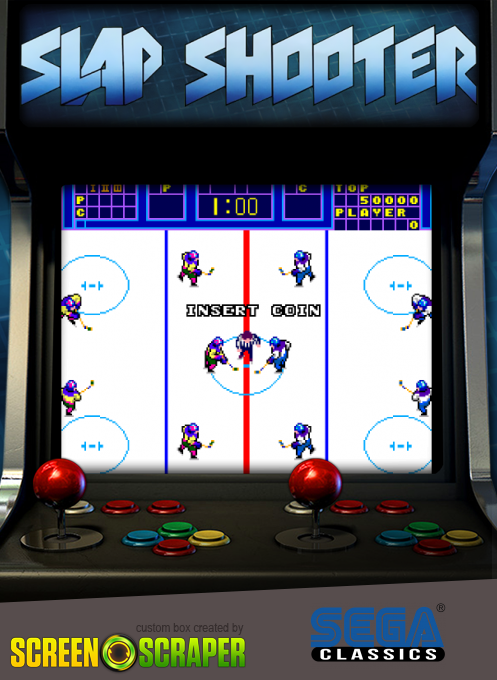 SLAP SHOOTER
I II III P C TOP
P 1:00 50000
C PLAYER
0
INSERT COIN
custom box created by
SCREEN SCRAPER
SEGA®
CLASSICS